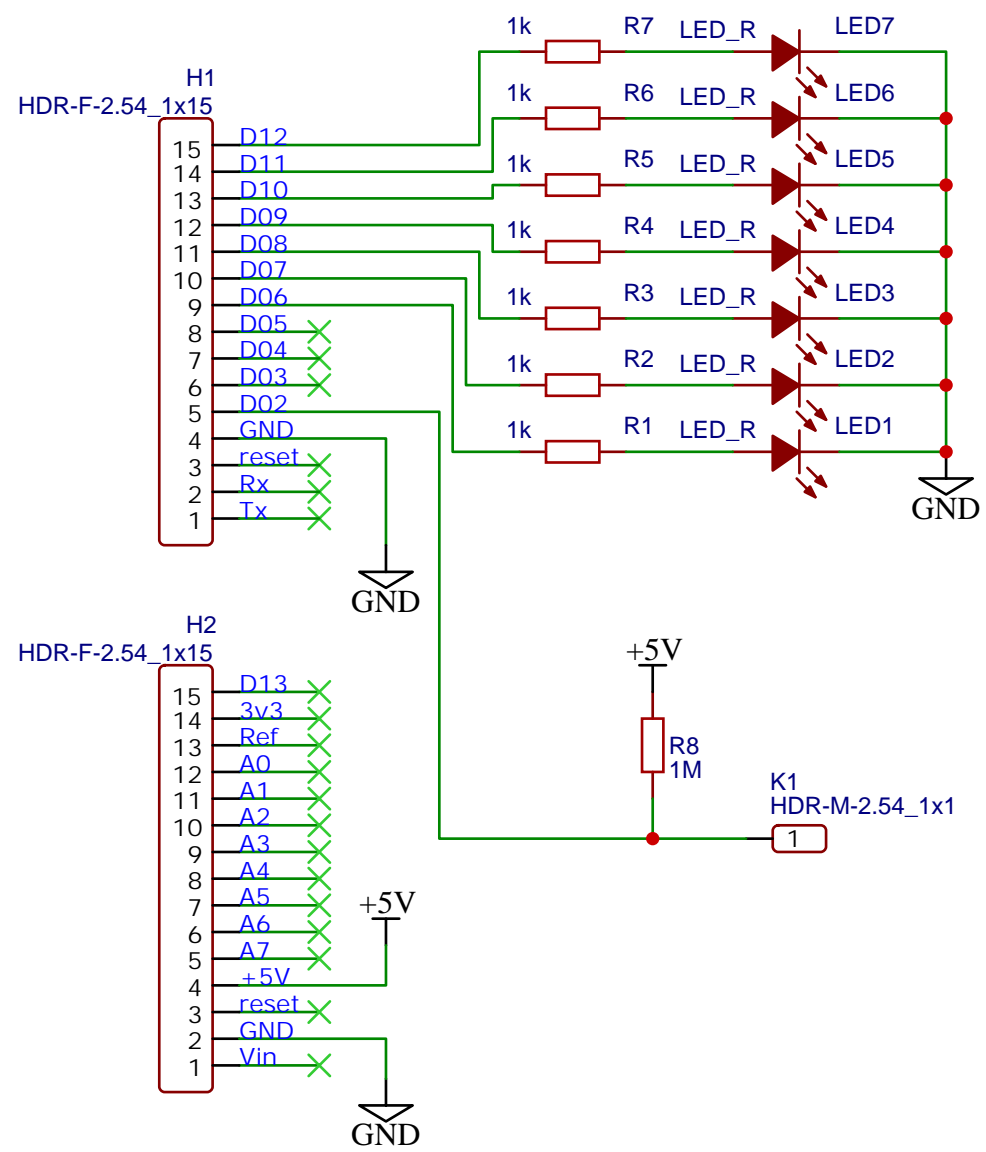 H1
HDR-F-2.54_1x15
15 D12
14 D11
13 D10
12 D09
11 D08
10 D07
9 D06
8 D05
7 D04
6 D03
5 D02
4 GND
3 reset
2 Rx
1 Tx
GND
1k R7 LED_R LED7
1k R6 LED_R LED6
1k R5 LED_R LED5
1k R4 LED_R LED4
1k R3 LED_R LED3
1k R2 LED_R LED2
1k R1 LED_R LED1
GND
H2
HDR-F-2.54_1x15
15 D13
14 3v3
13 Ref
12 A0
11 A1
10 A2
9 A3
8 A4
7 A5
6 A6
5 A7
4 +5V
3 reset
2 GND
1 Vin
+5V
GND
+5V
R8
1M
K1
HDR-M-2.54_1x1
1